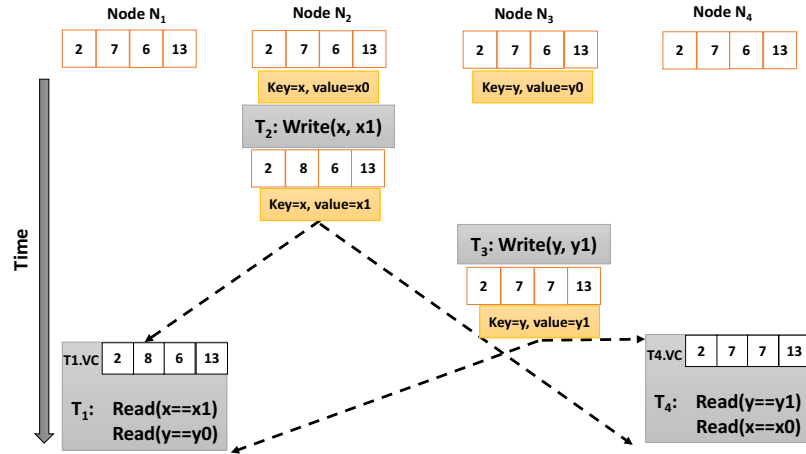 Node N₁ Node N₂ Node N₃ Node N₄
2 7 6 13 2 7 6 13 2 7 6 13 2 7 6 13
Key=x, value=x0 Key=y, value=y0
T₂: Write(x, x1)
2 8 6 13
Key=x, value=x1
Time
T₃: Write(y, y1)
2 7 7 13
Key=y, value=y1
T1.VC 2 8 6 13
T₁: Read(x==x1)
Read(y==y0)
T4.VC 2 7 7 13
T₄: Read(y==y1)
Read(x==x0)